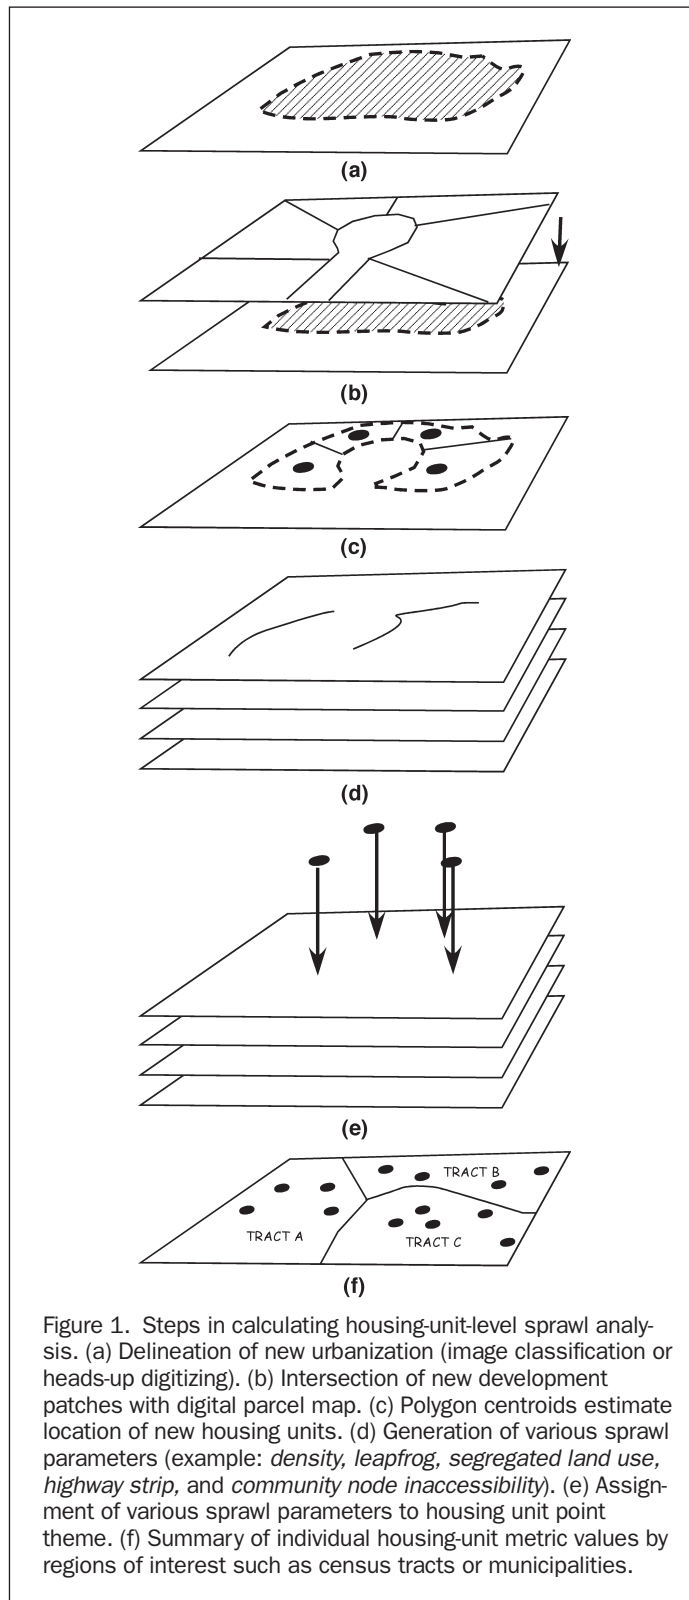 (a)
(b)
(c)
(d)
(e)
TRACT B
TRACT A
TRACT C
(f)
Figure 1. Steps in calculating housing-unit-level sprawl analy-
sis. (a) Delineation of new urbanization (image classification or
heads-up digitizing). (b) Intersection of new development
patches with digital parcel map. (c) Polygon centroids estimate
location of new housing units. (d) Generation of various sprawl
parameters (example: density, leapfrog, segregated land use,
highway strip, and community node inaccessibility). (e) Assign-
ment of various sprawl parameters to housing unit point
theme. (f) Summary of individual housing-unit metric values by
regions of interest such as census tracts or municipalities.